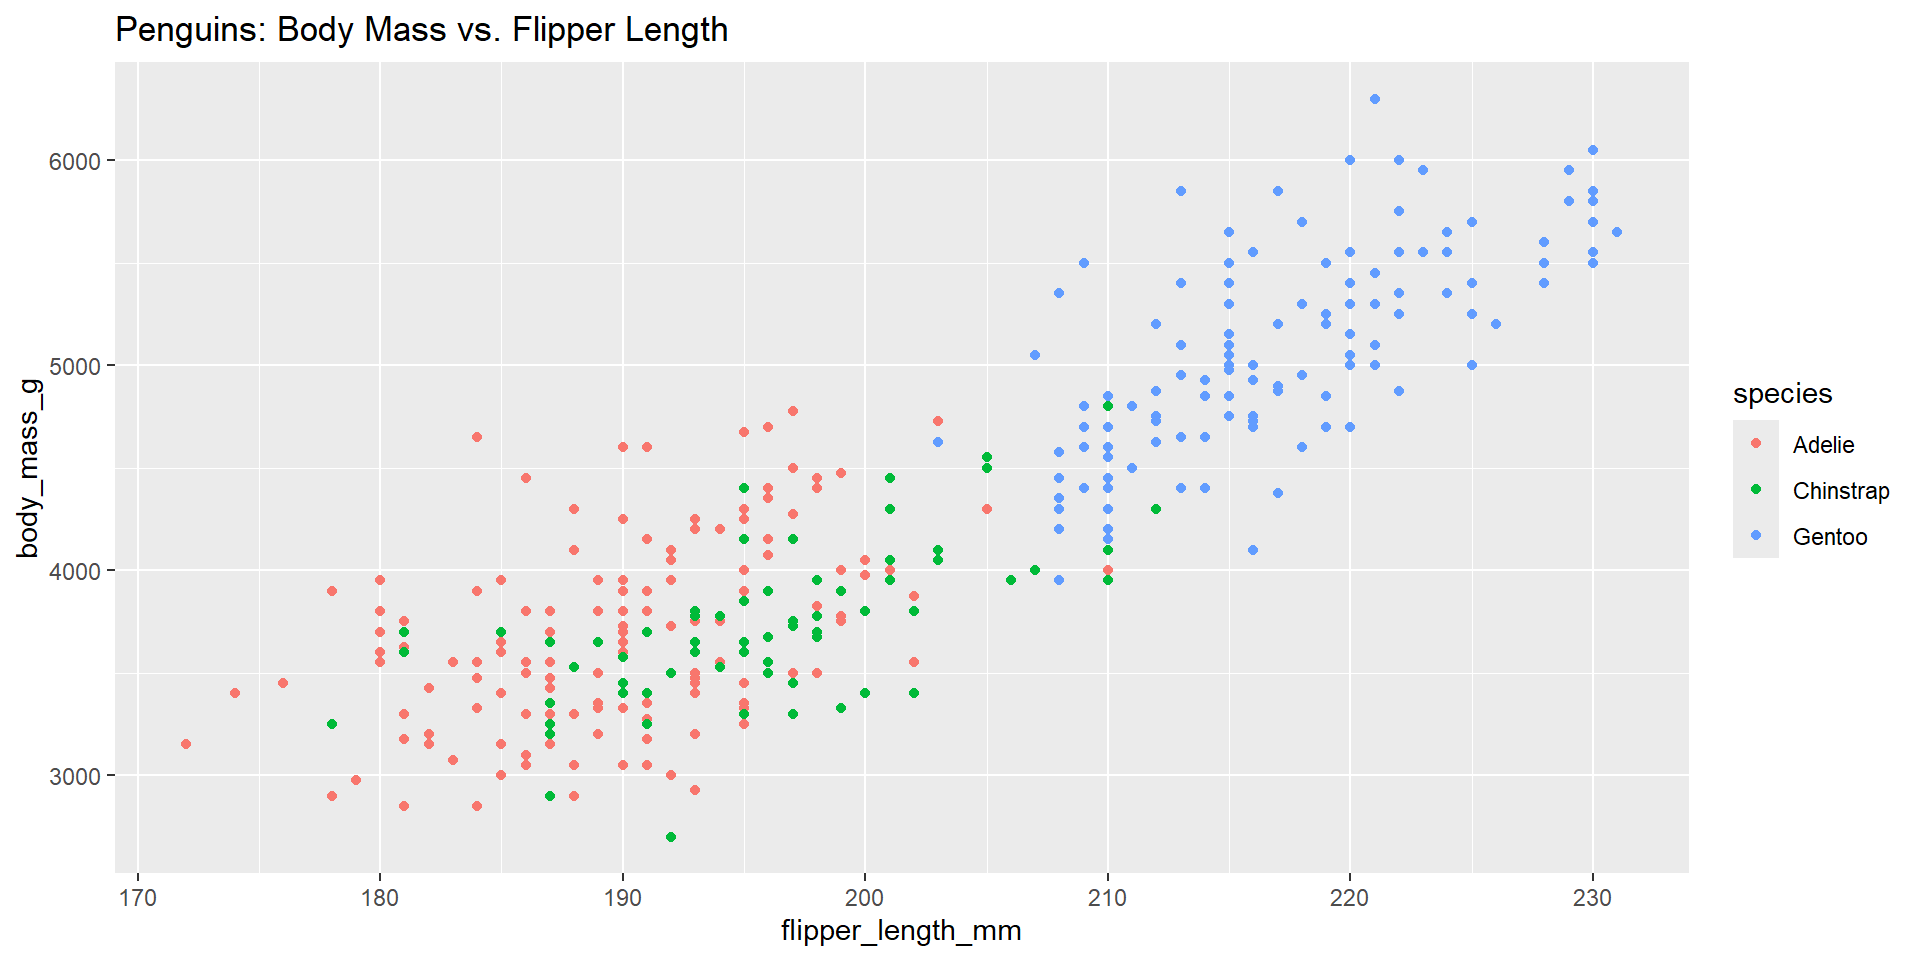 Penguins: Body Mass vs. Flipper Length
body_mass_g
6000
5000
4000
3000
170 180 190 200 210 220 230
flipper_length_mm
species
Adelie
Chinstrap
Gentoo